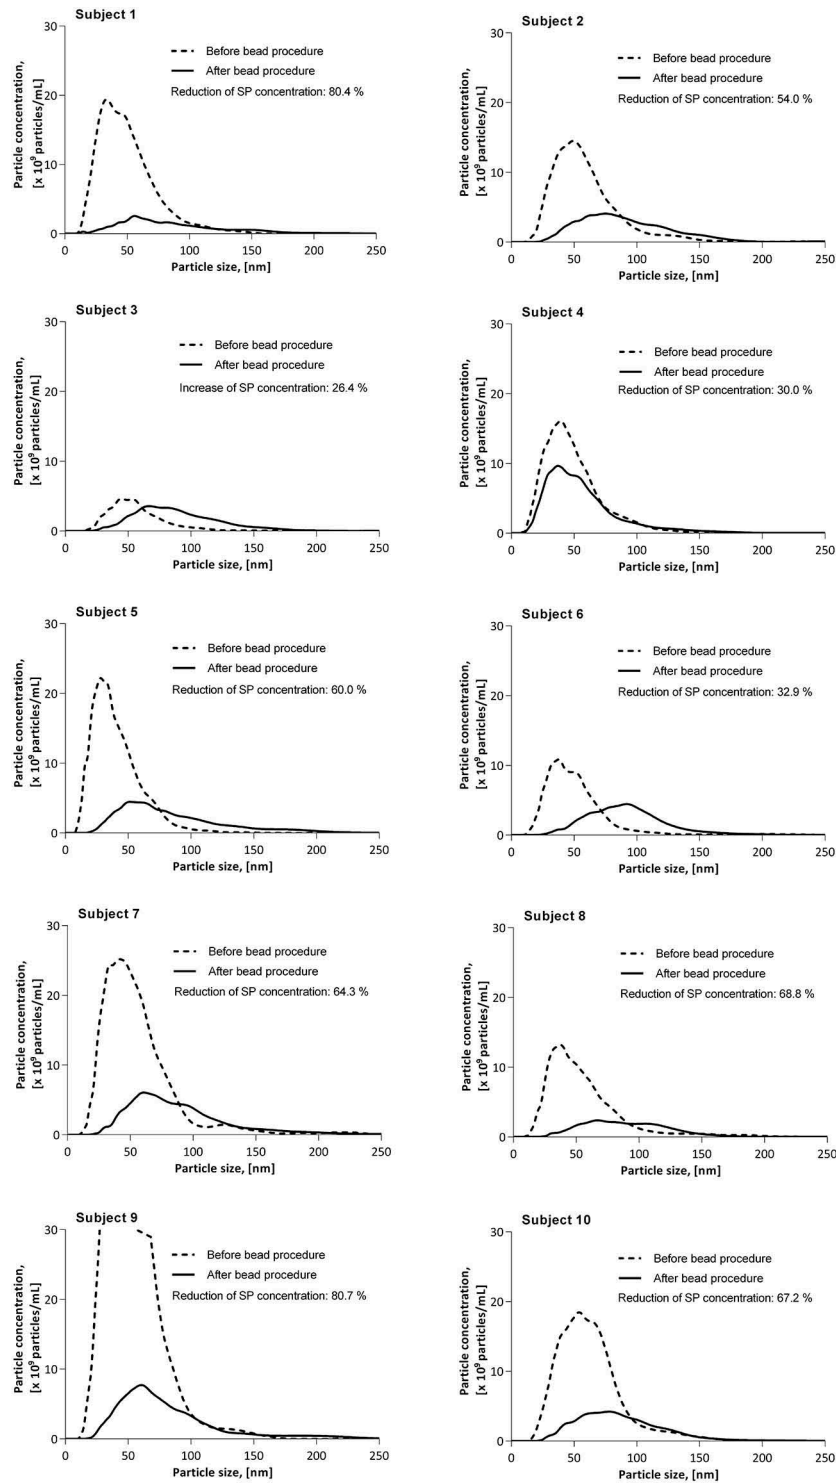 Subject 1
Particle concentration,
[x 10⁹ particles/mL]
30
20
10
0
Before bead procedure
After bead procedure
Reduction of SP concentration: 80.4 %
0 50 100 150 200 250
Particle size, [nm]
Subject 2
Particle concentration,
[x 10⁹ particles/mL]
30
20
10
0
Before bead procedure
After bead procedure
Reduction of SP concentration: 54.0 %
0 50 100 150 200 250
Particle size, [nm]
Subject 3
Particle concentration,
[x 10⁹ particles/mL]
30
20
10
0
Before bead procedure
After bead procedure
Increase of SP concentration: 26.4 %
0 50 100 150 200 250
Particle size, [nm]
Subject 4
Particle concentration,
[x 10⁹ particles/mL]
30
20
10
0
Before bead procedure
After bead procedure
Reduction of SP concentration: 30.0 %
0 50 100 150 200 250
Particle size, [nm]
Subject 5
Particle concentration,
[x 10⁹ particles/mL]
30
20
10
0
Before bead procedure
After bead procedure
Reduction of SP concentration: 60.0 %
0 50 100 150 200 250
Particle size, [nm]
Subject 6
Particle concentration,
[x 10⁹ particles/mL]
30
20
10
0
Before bead procedure
After bead procedure
Reduction of SP concentration: 32.9 %
0 50 100 150 200 250
Particle size, [nm]
Subject 7
Particle concentration,
[x 10⁹ particles/mL]
30
20
10
0
Before bead procedure
After bead procedure
Reduction of SP concentration: 64.3 %
0 50 100 150 200 250
Particle size, [nm]
Subject 8
Particle concentration,
[x 10⁹ particles/mL]
30
20
10
0
Before bead procedure
After bead procedure
Reduction of SP concentration: 68.8 %
0 50 100 150 200 250
Particle size, [nm]
Subject 9
Particle concentration,
[x 10⁹ particles/mL]
30
20
10
0
Before bead procedure
After bead procedure
Reduction of SP concentration: 80.7 %
0 50 100 150 200 250
Particle size, [nm]
Subject 10
Particle concentration,
[x 10⁹ particles/mL]
30
20
10
0
Before bead procedure
After bead procedure
Reduction of SP concentration: 67.2 %
0 50 100 150 200 250
Particle size, [nm]